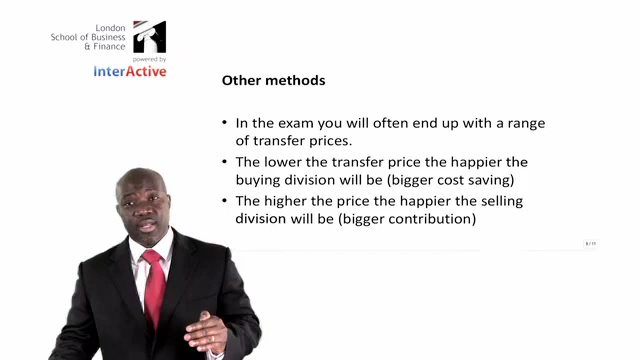 London
School of Business
& Finance
powered by
InterActive
Other methods
• In the exam you will often end up with a range
of transfer prices.
• The lower the transfer price the happier the
buying division will be (bigger cost saving)
• The higher the price the happier the selling
division will be (bigger contribution)
9 / 11